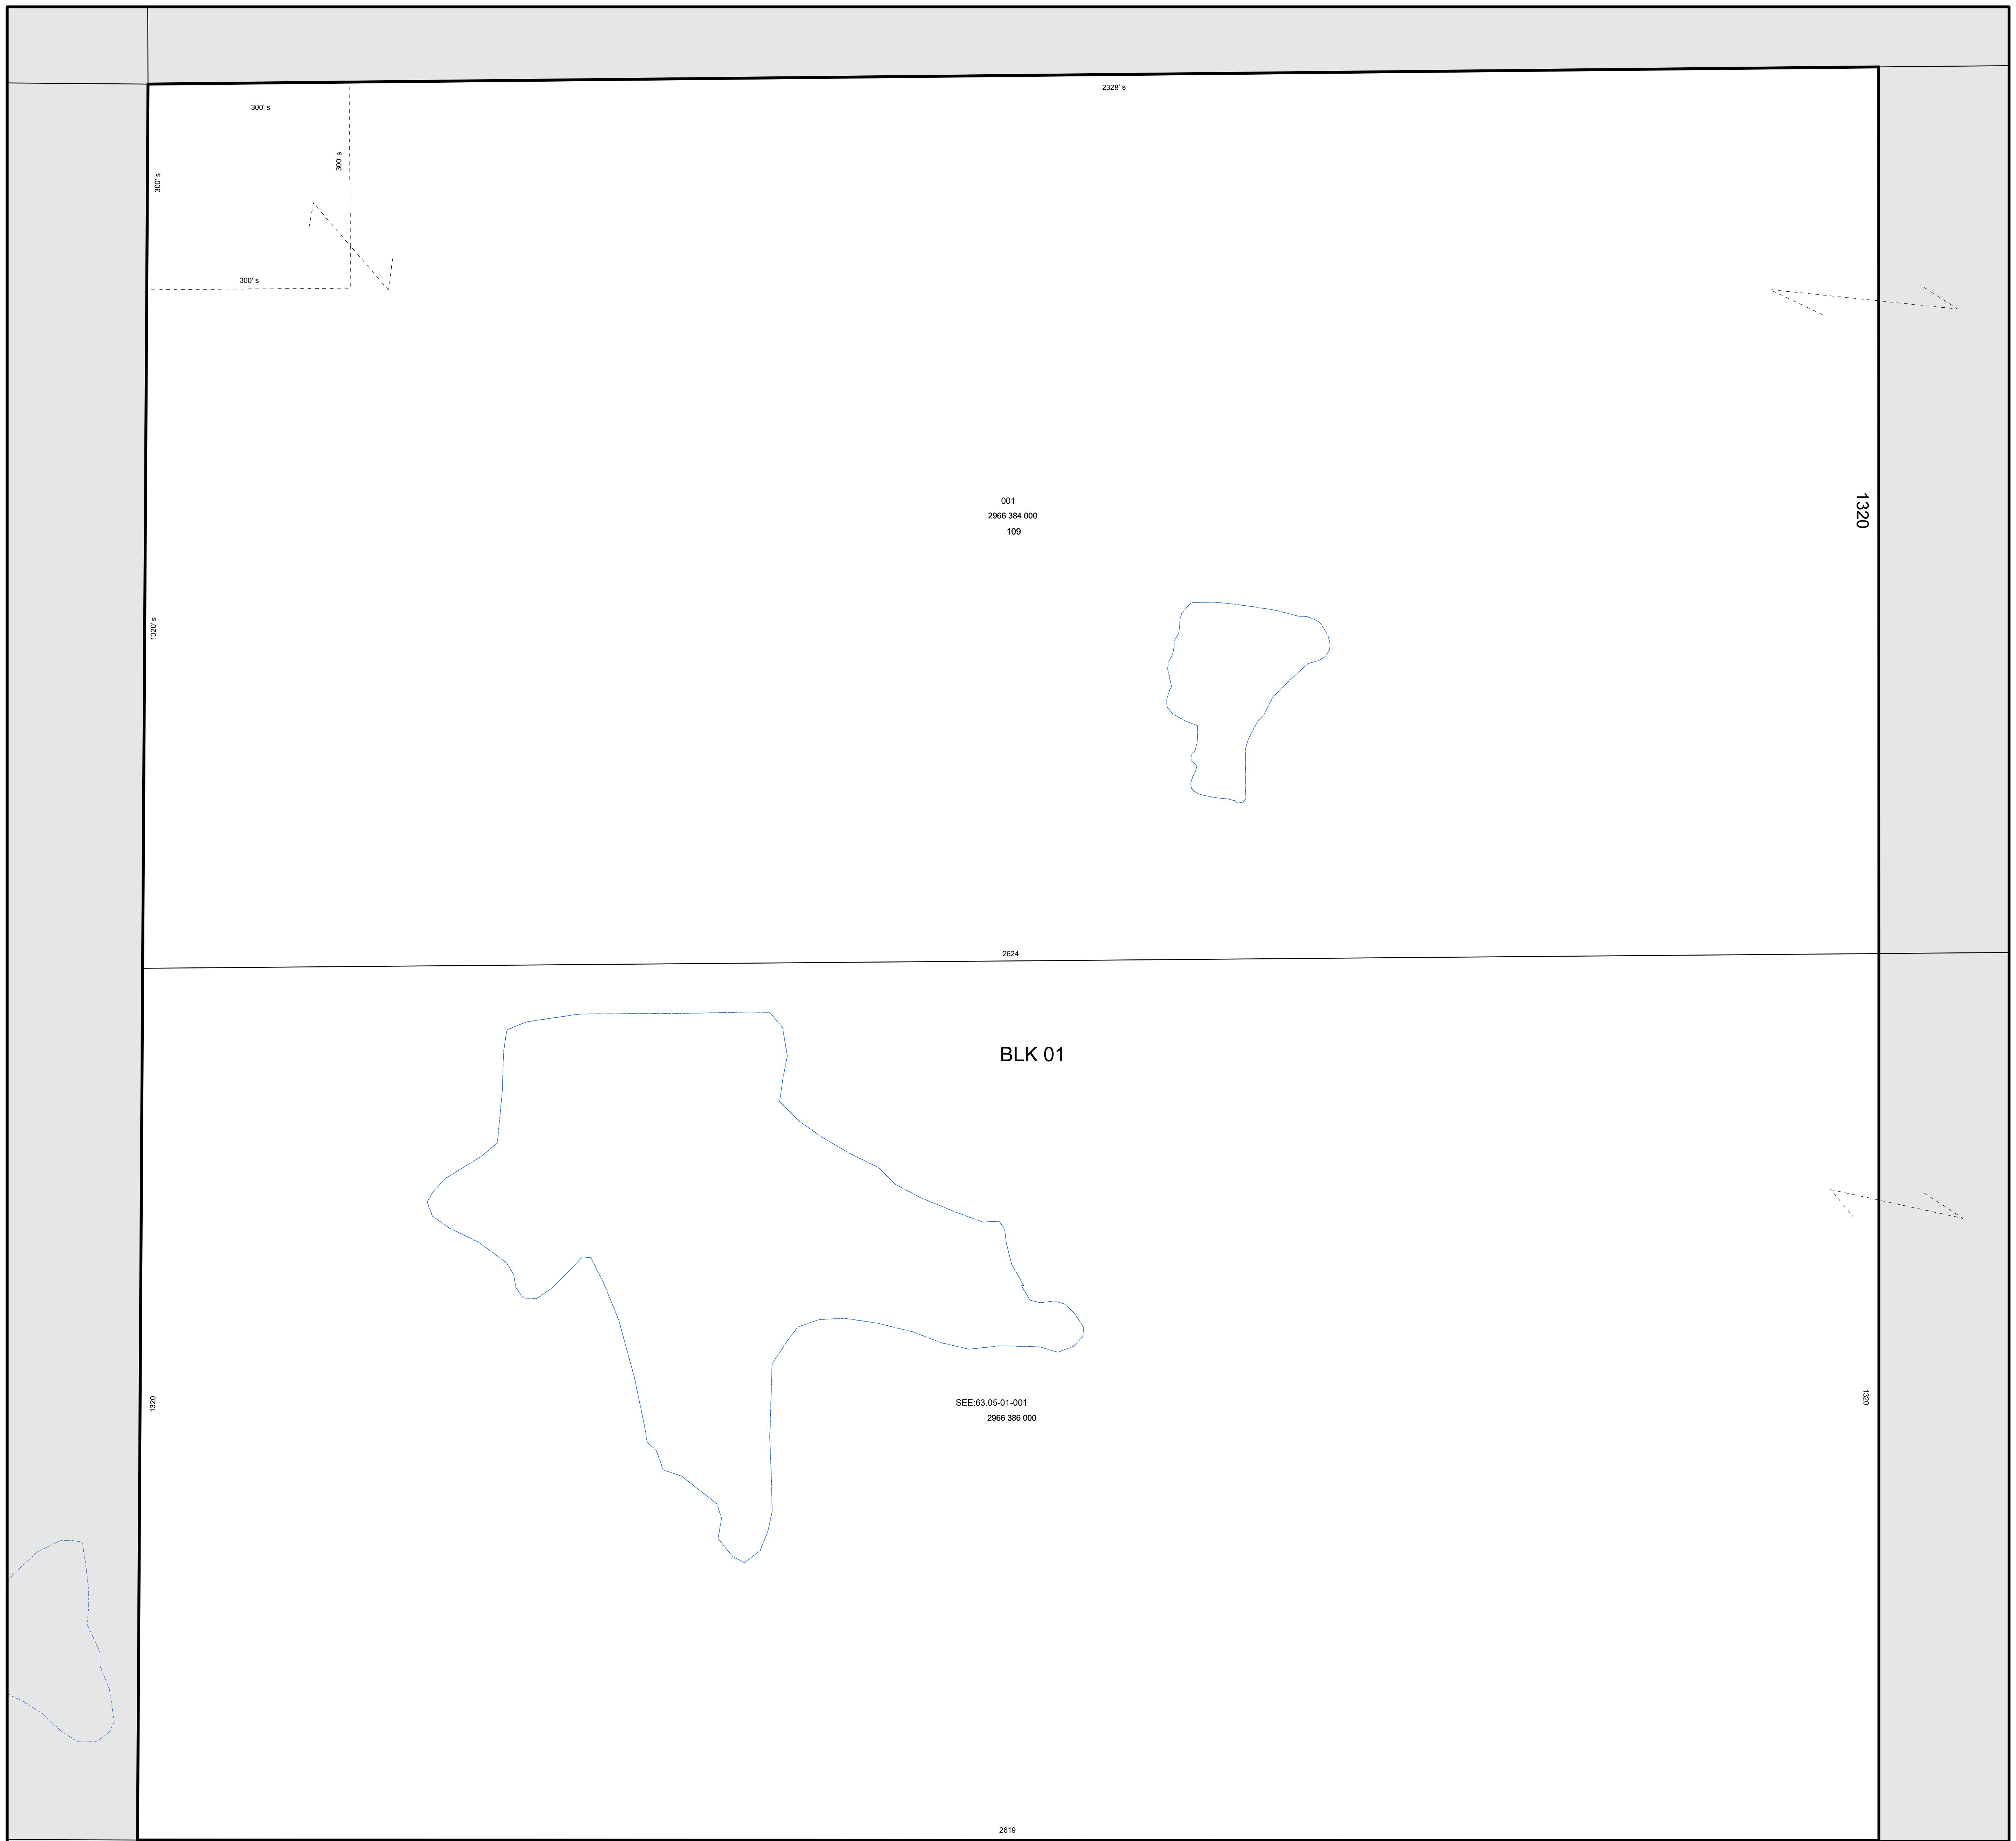 2328' s
300' s
300' s
300' s
300' s
001
2966 384 000
109
1320
1020' s
2624
BLK 01
SEE:63.05-01-001
2966 386 000
1320
1320
2619